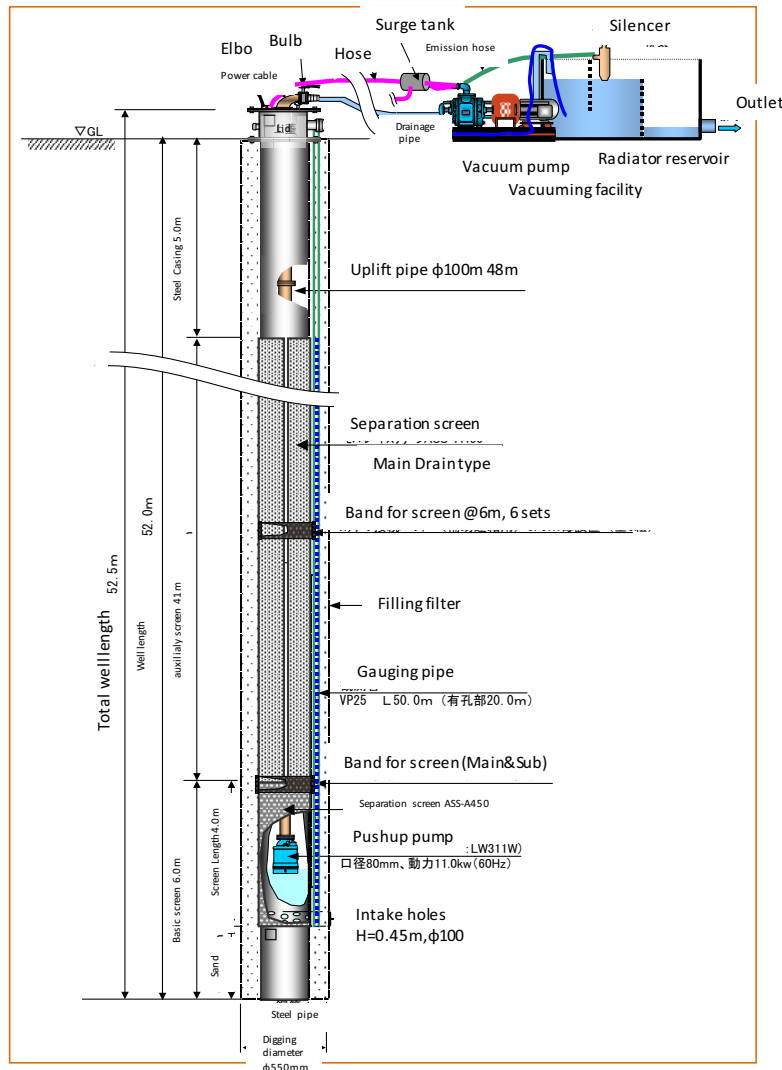 Surge tank
Silencer
Elbo
Bulb
Hose
Emission hose
Power cable
Outlet
Lid
▽GL
Drainage
pipe
Vacuum pump
Radiator reservoir
Vacuuming facility
Steel Casing 5.0m
Uplift pipe φ100m 48m
Separation screen
Main Drain type
Band for screen @6m, 6 sets
52.0m
52.5m
Well length
Total well length
auxilialy screen 41m
Filling filter
Gauging pipe
VP25 L50.0m (有孔部20.0m)
Band for screen (Main&Sub)
Separation screen ASS-A450
Screen Length4.0m
Basic screen 6.0m
Pushup pump
:LW311W)
口径80mm、動力11.0kw(60Hz)
Intake holes
H=0.45m,φ100
Sand
Steel pipe
Digging
diameter
φ550mm